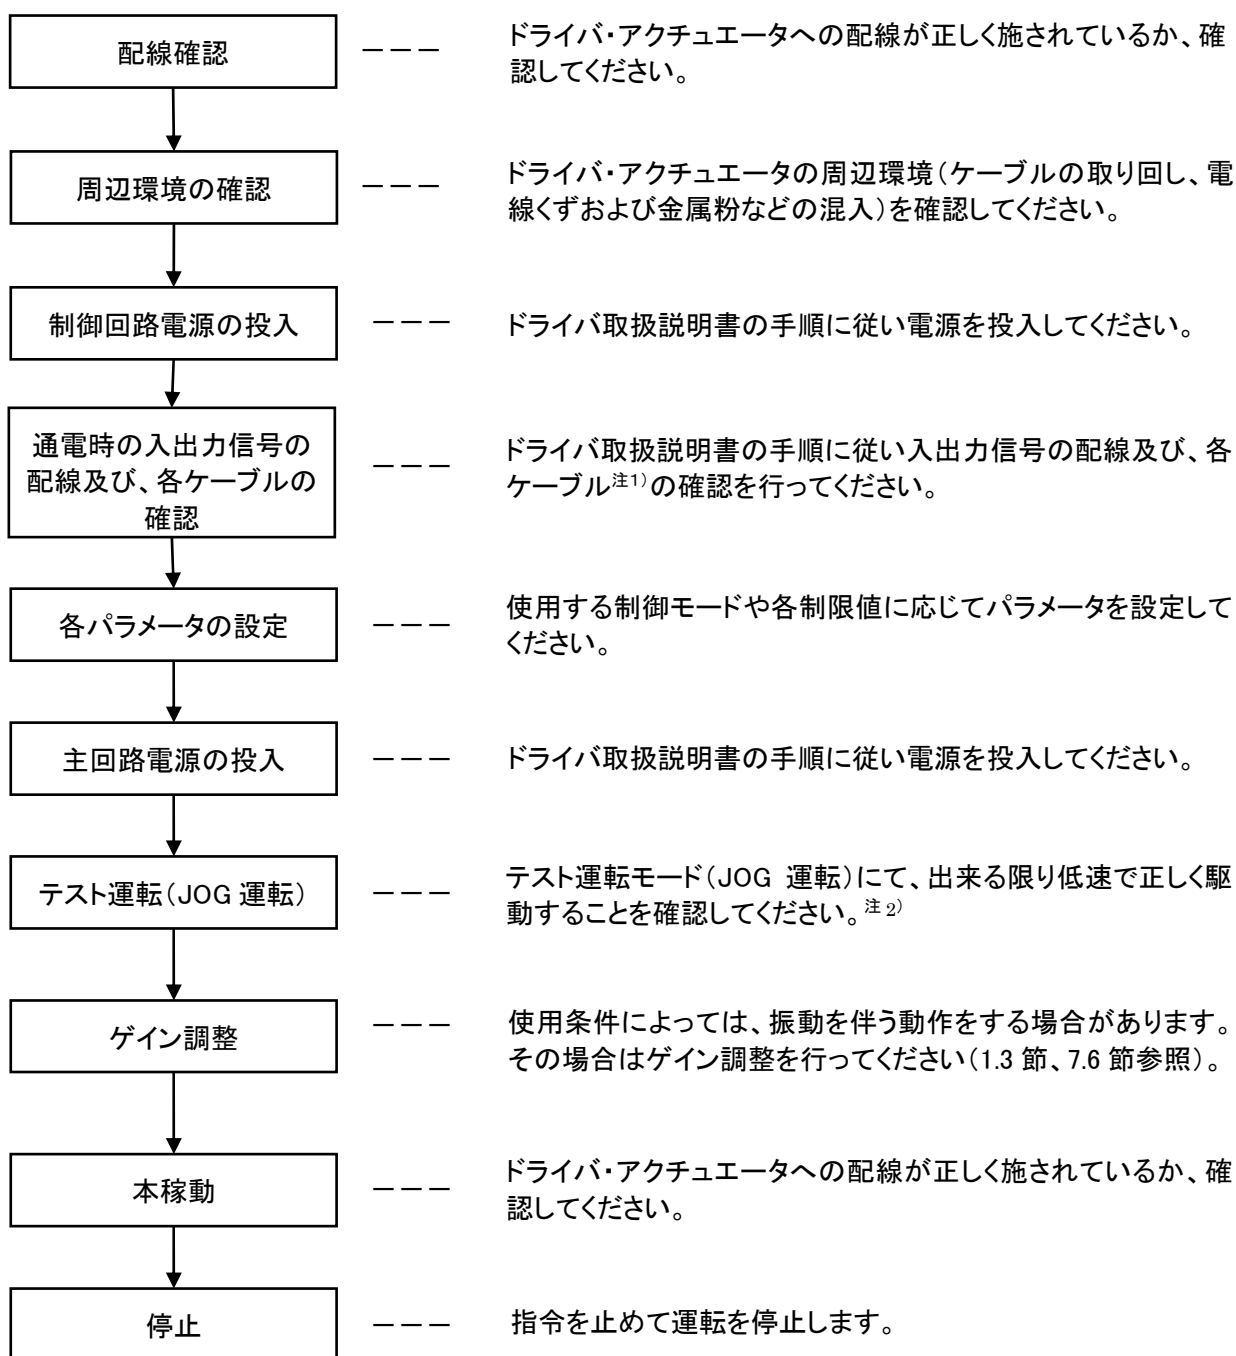 配線確認
ーーー
ドライバ・アクチュエータへの配線が正しく施されているか、確
認してください。
周辺環境の確認
ーーー
ドライバ・アクチュエータの周辺環境(ケーブルの取り回し、電
線くずおよび金属粉などの混入)を確認してください。
制御回路電源の投入
ーーー
ドライバ取扱説明書の手順に従い電源を投入してください。
通電時の入出力信号の
配線及び、各ケーブルの
確認
ーーー
ドライバ取扱説明書の手順に従い入出力信号の配線及び、各
ケーブル注1)の確認を行ってください。
各パラメータの設定
ーーー
使用する制御モードや各制限値に応じてパラメータを設定して
ください。
主回路電源の投入
ーーー
ドライバ取扱説明書の手順に従い電源を投入してください。
テスト運転(JOG 運転)
ーーー
テスト運転モード(JOG 運転)にて、出来る限り低速で正しく駆
動することを確認してください。注2)
ゲイン調整
ーーー
使用条件によっては、振動を伴う動作をする場合があります。
その場合はゲイン調整を行ってください(1.3 節、7.6 節参照)。
本稼動
ーーー
ドライバ・アクチュエータへの配線が正しく施されているか、確
認してください。
停止
ーーー
指令を止めて運転を停止します。